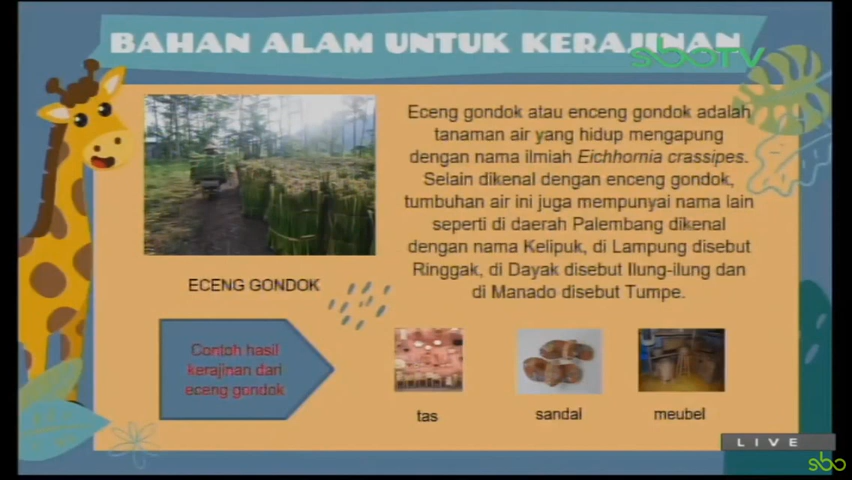 BAHAN ALAM UNTUK KERAJINAN
sboTV
Eceng gondok atau enceng gondok adalah
tanaman air yang hidup mengapung
dengan nama ilmiah Eichhornia crassipes.
Selain dikenal dengan enceng gondok,
tumbuhan air ini juga mempunyai nama lain
seperti di daerah Palembang dikenal
dengan nama Kelipuk, di Lampung disebut
Ringgak, di Dayak disebut Ilung-ilung dan
di Manado disebut Tumpe.
ECENG GONDOK
Contoh hasil
kerajinan dari
eceng gondok
tas
sandal
meubel
LIVE
sbo